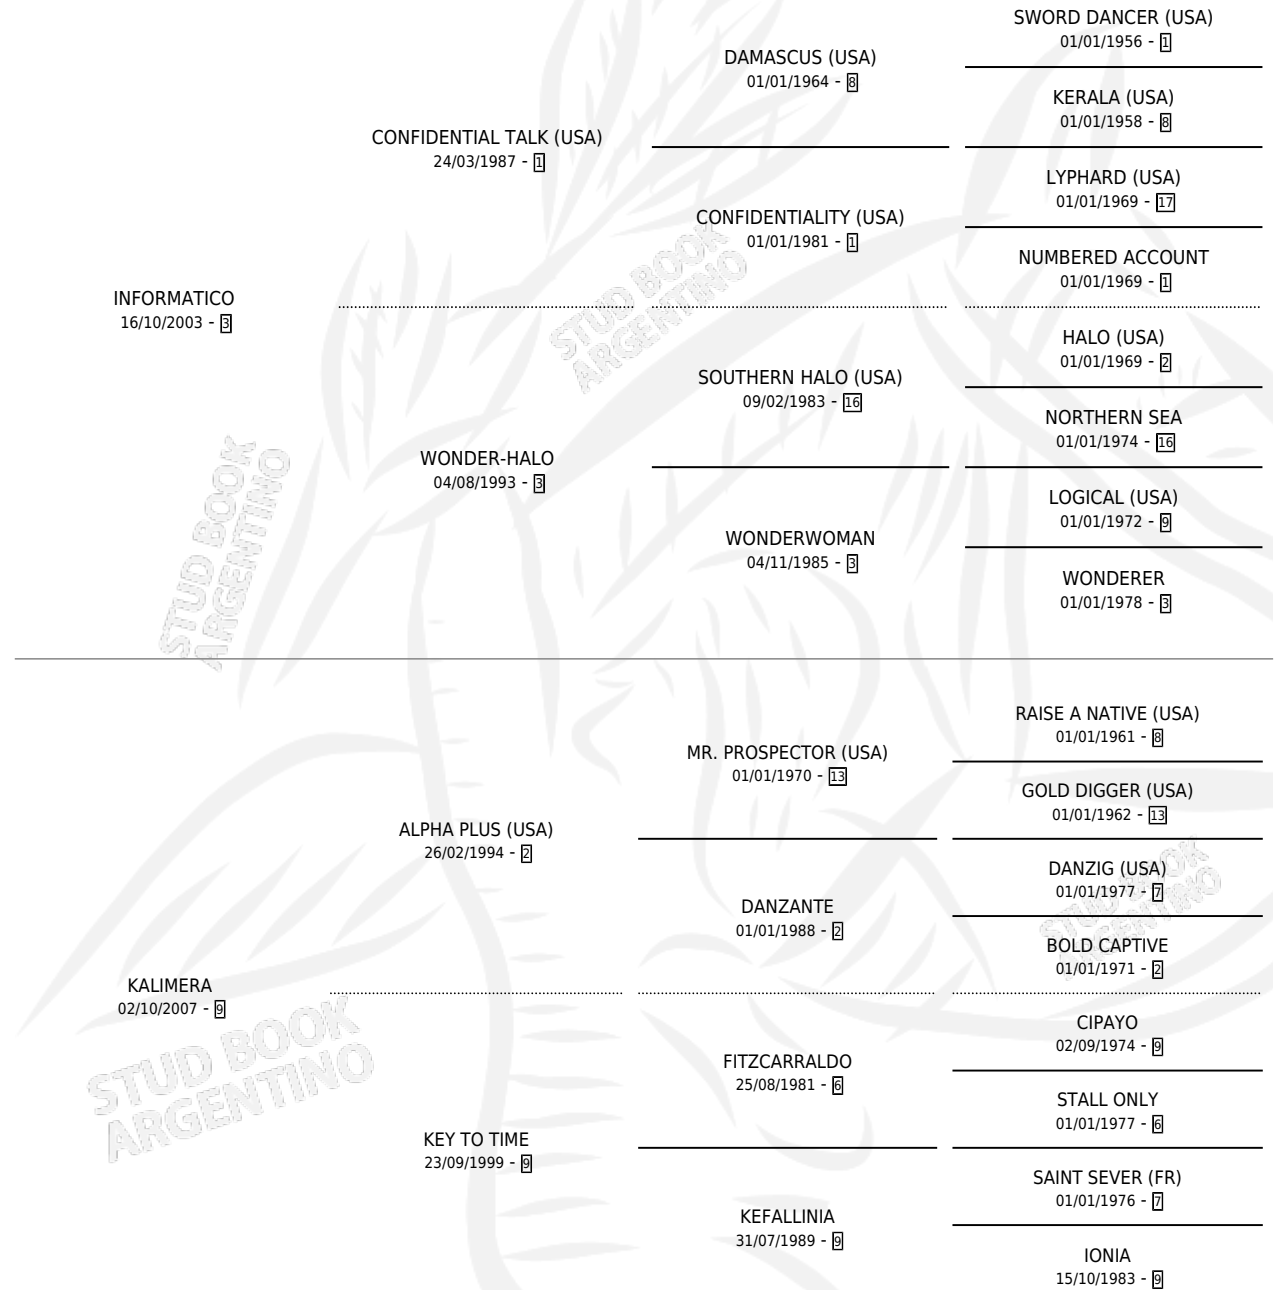 SWORD DANCER (USA)
01/01/1956 - 1
DAMASCUS (USA)
01/01/1964 - 8
KERALA (USA)
01/01/1958 - 8
CONFIDENTIAL TALK (USA)
24/03/1987 - 1
LYPHARD (USA)
01/01/1969 - 17
CONFIDENTIALITY (USA)
01/01/1981 - 1
NUMBERED ACCOUNT
01/01/1969 - 1
INFORMATICO
16/10/2003 - 3
HALO (USA)
01/01/1969 - 2
SOUTHERN HALO (USA)
09/02/1983 - 16
NORTHERN SEA
01/01/1974 - 16
WONDER-HALO
04/08/1993 - 3
LOGICAL (USA)
01/01/1972 - 9
WONDERWOMAN
04/11/1985 - 3
WONDERER
01/01/1978 - 3
RAISE A NATIVE (USA)
01/01/1961 - 8
MR. PROSPECTOR (USA)
01/01/1970 - 13
GOLD DIGGER (USA)
01/01/1962 - 13
ALPHA PLUS (USA)
26/02/1994 - 2
DANZIG (USA)
01/01/1977 - 7
DANZANTE
01/01/1988 - 2
BOLD CAPTIVE
01/01/1971 - 2
KALIMERA
02/10/2007 - 9
CIPAYO
02/09/1974 - 9
FITZCARRALDO
25/08/1981 - 6
STALL ONLY
01/01/1977 - 6
KEY TO TIME
23/09/1999 - 9
SAINT SEVER (FR)
01/01/1976 - 7
KEFALLINIA
31/07/1989 - 9
IONIA
15/10/1983 - 9
STUD BOOK
ARGENTINO
STUD BOOK
ARGENTINO
STUD BOOK
ARGENTINO
STUD BOOK
ARGENTINO